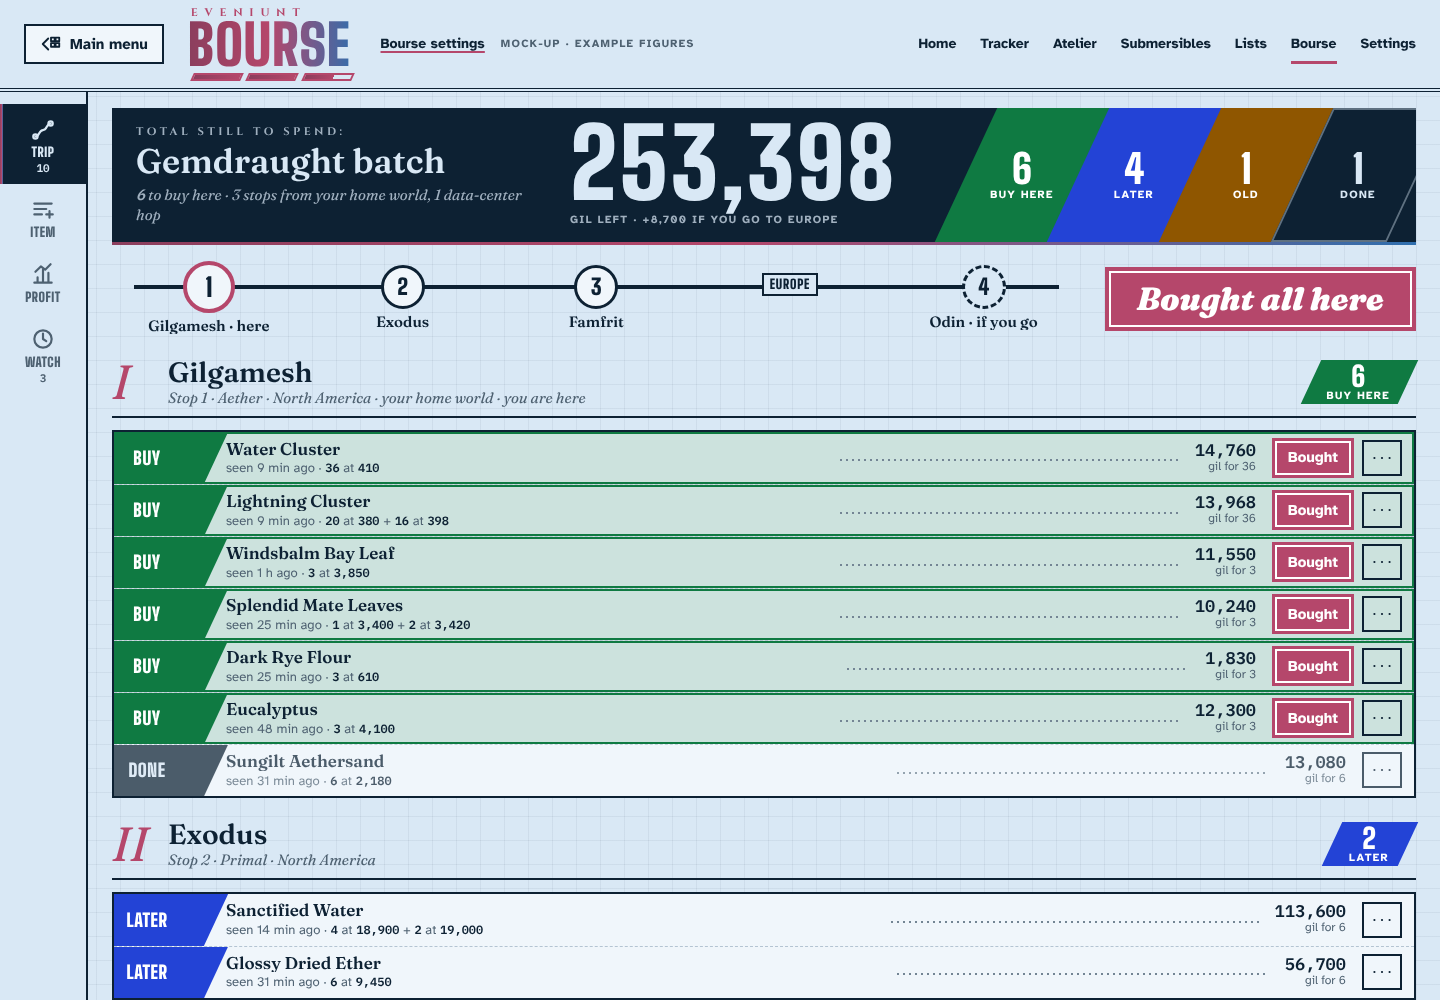 Main menu
EVENIUNT
BOURSE
Bourse settings
MOCK-UP · EXAMPLE FIGURES
Home
Tracker
Atelier
Submersibles
Lists
Bourse
Settings
TRIP
10
ITEM
PROFIT
WATCH
3
TOTAL STILL TO SPEND:
Gemdraught batch
6 to buy here · 3 stops from your home world, 1 data-center
hop
253,398
GIL LEFT · +8,700 IF YOU GO TO EUROPE
6
BUY HERE
4
LATER
1
OLD
1
DONE
1
Gilgamesh · here
2
Exodus
3
Famfrit
EUROPE
4
Odin · if you go
Bought all here
I
Gilgamesh
Stop 1 · Aether · North America · your home world · you are here
6
BUY HERE
BUY
Water Cluster
seen 9 min ago · 36 at 410
14,760
gil for 36
Bought
...
BUY
Lightning Cluster
seen 9 min ago · 20 at 380 + 16 at 398
13,968
gil for 36
Bought
...
BUY
Windsbalm Bay Leaf
seen 1 h ago · 3 at 3,850
11,550
gil for 3
Bought
...
BUY
Splendid Mate Leaves
seen 25 min ago · 1 at 3,400 + 2 at 3,420
10,240
gil for 3
Bought
...
BUY
Dark Rye Flour
seen 25 min ago · 3 at 610
1,830
gil for 3
Bought
...
BUY
Eucalyptus
seen 48 min ago · 3 at 4,100
12,300
gil for 3
Bought
...
DONE
Sungilt Aethersand
seen 31 min ago · 6 at 2,180
13,080
gil for 6
...
II
Exodus
Stop 2 · Primal · North America
2
LATER
LATER
Sanctified Water
seen 14 min ago · 4 at 18,900 + 2 at 19,000
113,600
gil for 6
...
LATER
Glossy Dried Ether
seen 31 min ago · 6 at 9,450
56,700
gil for 6
...